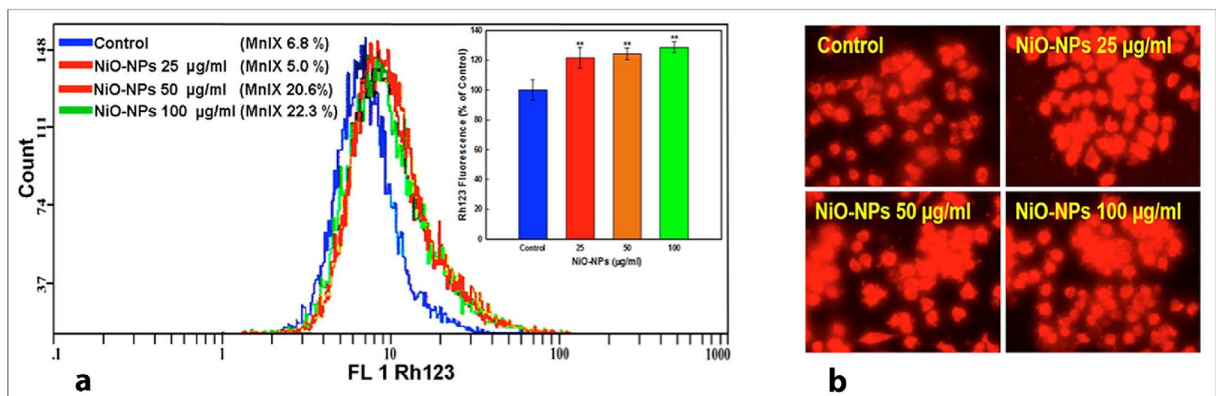 Control (MnIX 6.8 %)
NiO-NPs 25 µg/ml (MnIX 5.0 %)
NiO-NPs 50 µg/ml (MnIX 20.6%)
NiO-NPs 100 µg/ml (MnIX 22.3 %)
Count
148
111
74
37
.1
1
10
100
1000
FL 1 Rh123
a
Rh123 Fluorescence (% of Control)
140
120
100
80
60
40
20
0
**
**
**
Control
25
50
100
NiO-NPs (µg/ml)
Control
NiO-NPs 25 µg/ml
NiO-NPs 50 µg/ml
NiO-NPs 100 µg/ml
b